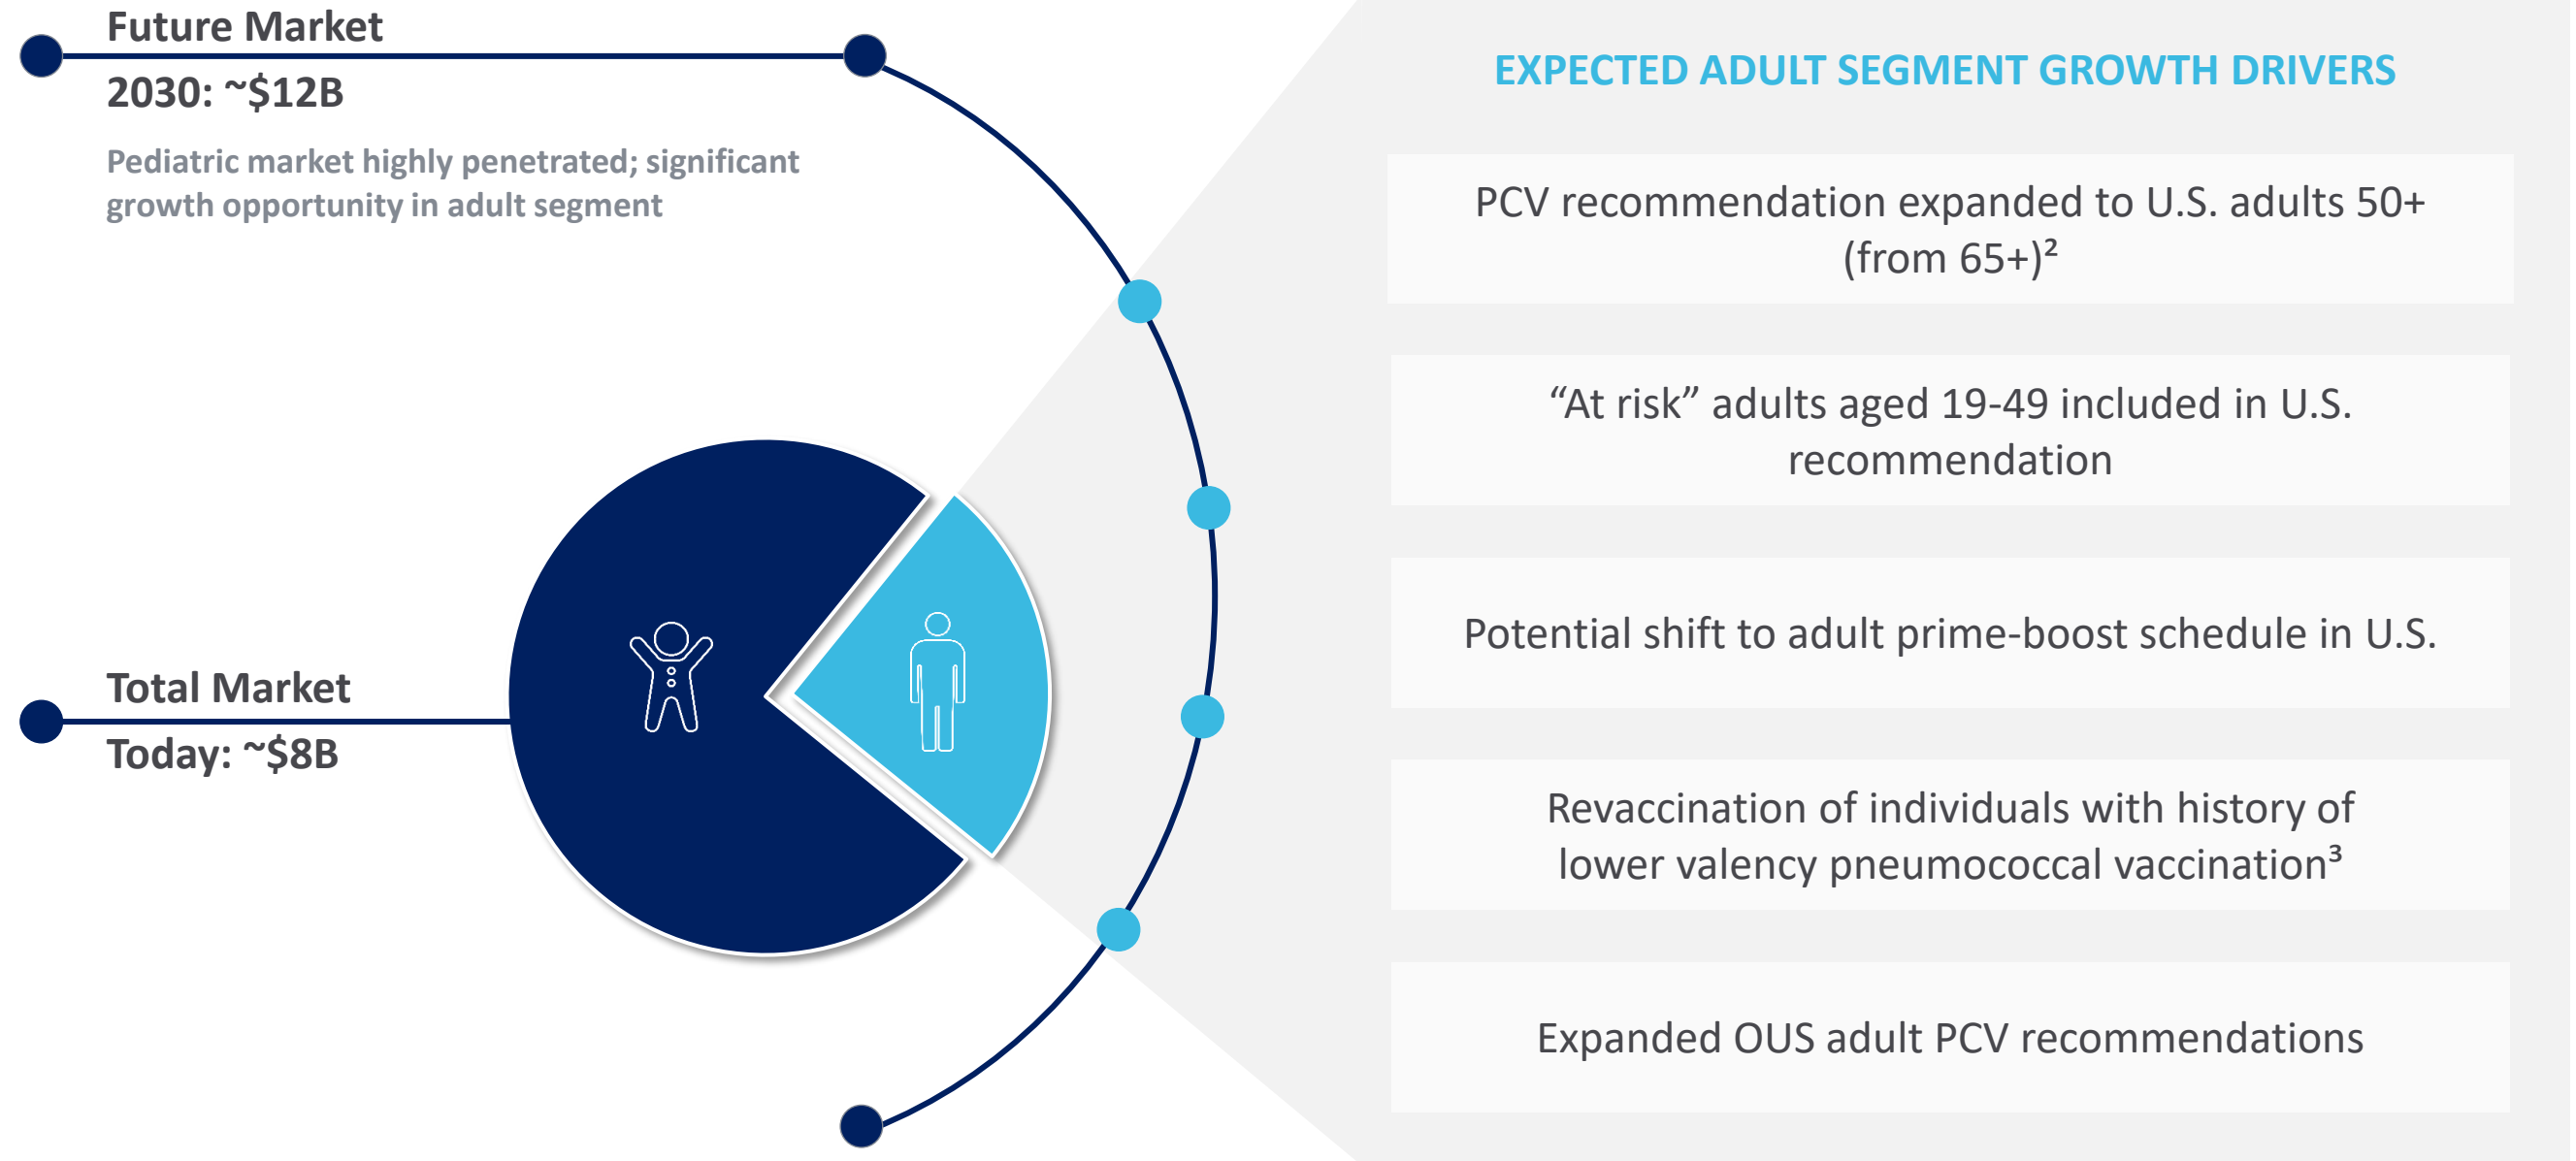 Future Market
2030: ~$12B
Pediatric market highly penetrated; significant
growth opportunity in adult segment
Total Market
Today: ~$8B
EXPECTED ADULT SEGMENT GROWTH DRIVERS
PCV recommendation expanded to U.S. adults 50+
(from 65+)²
“At risk” adults aged 19-49 included in U.S.
recommendation
Potential shift to adult prime-boost schedule in U.S.
Revaccination of individuals with history of
lower valency pneumococcal vaccination³
Expanded OUS adult PCV recommendations